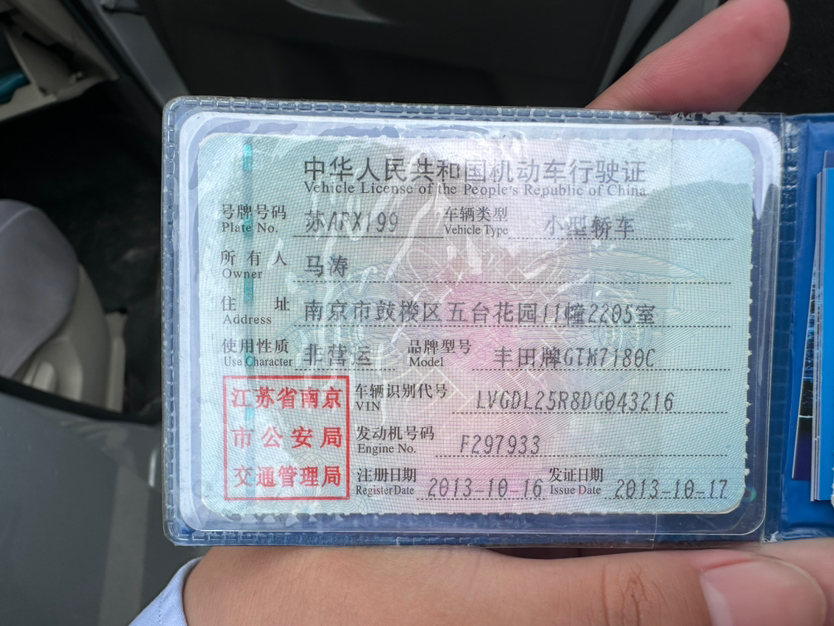 中华人民共和国机动车行驶证
Vehicle License of the People's Republic of China
号牌号码 苏AFX199 车辆类型 小型轿车
Plate No. Vehicle Type
所有人 马涛
Owner
住址 南京市鼓楼区五台花园11幢2205室
Address
使用性质 非营运 品牌型号 丰田牌GTM7180C
Use Character Model
江苏省南京
市公安局
交通管理局
车辆识别代号 LVGDL25R8DG043216
VIN
发动机号码 F297933
Engine No.
注册日期 2013-10-16 发证日期 2013-10-17
Register Date Issue Date